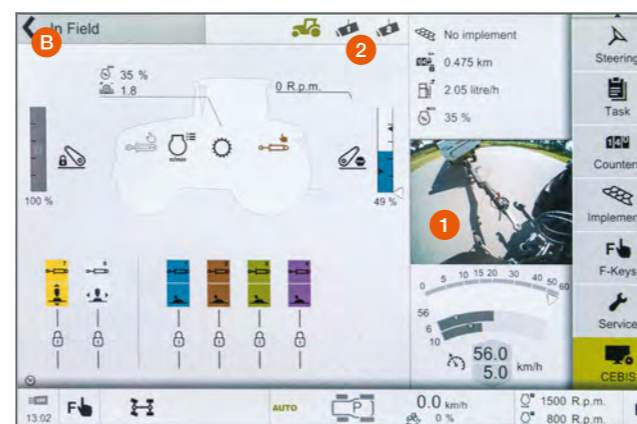 In Field
B
2
1
35 %
1.8
0 R.p.m.
100 %
49 %
No implement
0.475 km
2.05 litre/h
35 %
0 5 10 15 20 30 40 50 60
56
6
10
56.0
5.0 km/h
Steering
Task
Counters
Implement
F
F-Keys
Service
CEBIS
13:02
F
AUTO
P
0.0 km/h
0 %
1500 R.p.m.
800 R.p.m.